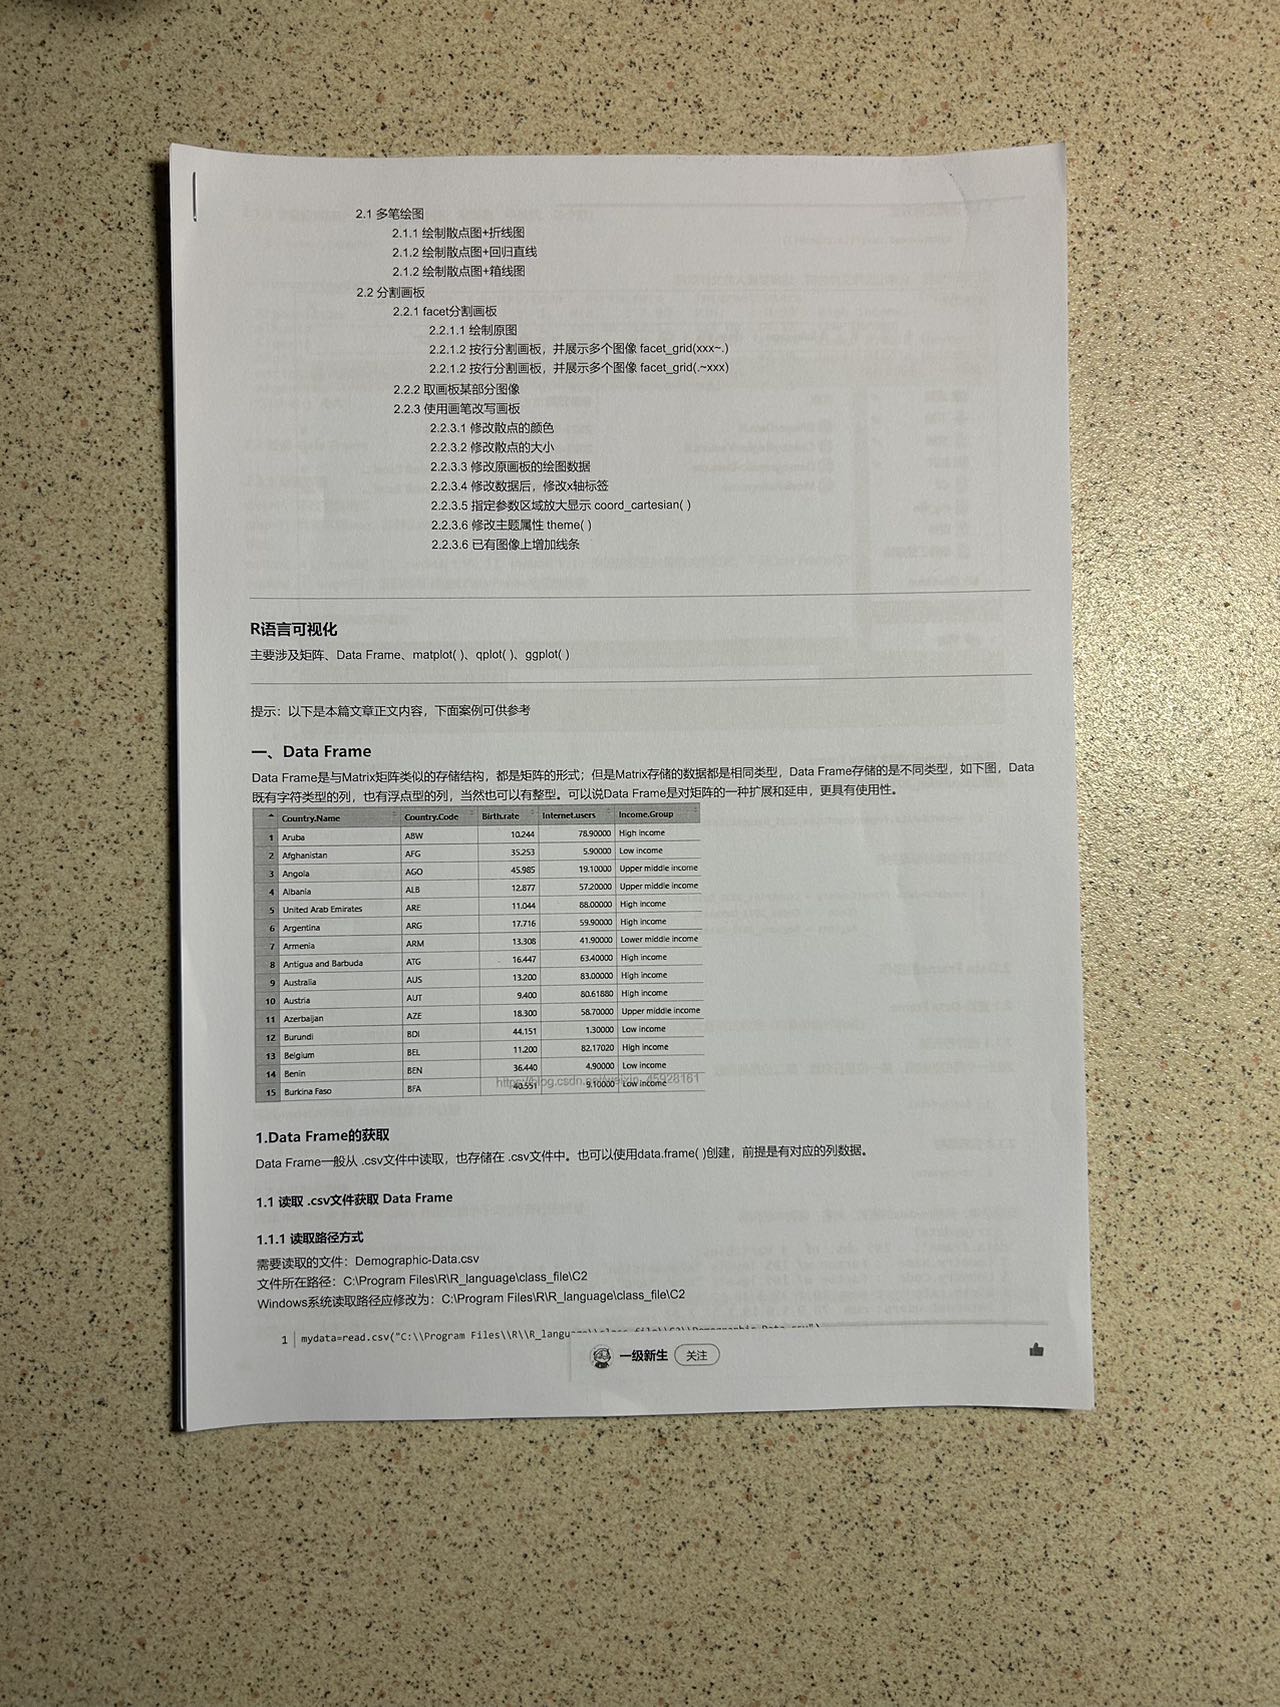 2.1 多笔绘图
2.1.1 绘制散点图+折线图
2.1.2 绘制散点图+回归直线
2.1.2 绘制散点图+箱线图
2.2 分割画板
2.2.1 facet分割画板
2.2.1.1 绘制原图
2.2.1.2 按行分割画板，并展示多个图像 facet_grid(xxx~.)
2.2.1.2 按行分割画板，并展示多个图像 facet_grid(.~xxx)
2.2.2 取画板某部分图像
2.2.3 使用画笔改写画板
2.2.3.1 修改散点的颜色
2.2.3.2 修改散点的大小
2.2.3.3 修改原画板的绘图数据
2.2.3.4 修改数据后，修改x轴标签
2.2.3.5 指定参数区域放大显示 coord_cartesian( )
2.2.3.6 修改主题属性 theme( )
2.2.3.6 已有图像上增加线条
R语言可视化
主要涉及矩阵、Data Frame、matplot( )、qplot( )、ggplot( )
提示：以下是本篇文章正文内容，下面案例可供参考
一、Data Frame
Data Frame是与Matrix矩阵类似的存储结构，都是矩阵的形式；但是Matrix存储的数据都是相同类型，Data Frame存储的是不同类型，如下图，Data
既有字符类型的列，也有浮点型的列，当然也可以有整型。可以说Data Frame是对矩阵的一种扩展和延申，更具有使用性。
Country.Name Country.Code Birth.rate Internet.users Income.Group
1 Aruba ABW 10.244 78.90000 High income
2 Afghanistan AFG 35.253 5.90000 Low income
3 Angola AGO 45.985 19.10000 Upper middle income
4 Albania ALB 12.877 57.20000 Upper middle income
5 United Arab Emirates ARE 11.044 88.00000 High income
6 Argentina ARG 17.716 59.90000 High income
7 Armenia ARM 13.308 41.90000 Lower middle income
8 Antigua and Barbuda ATG 16.447 63.40000 High income
9 Australia AUS 13.200 83.00000 High income
10 Austria AUT 9.400 80.61880 High income
11 Azerbaijan AZE 18.300 58.70000 Upper middle income
12 Burundi BDI 44.151 1.30000 Low income
13 Belgium BEL 11.200 82.17020 High income
14 Benin BEN 36.440 4.90000 Low income
15 Burkina Faso BFA 40.551 9.10000 Low income
https://blog.csdn.net/weixin_45928161
1.Data Frame的获取
Data Frame一般从 .csv文件中读取，也存储在 .csv文件中。也可以使用data.frame( )创建，前提是有对应的列数据。
1.1 读取 .csv文件获取 Data Frame
1.1.1 读取路径方式
需要读取的文件：Demographic-Data.csv
文件所在路径：C:\Program Files\R\R_language\class_file\C2
Windows系统读取路径应修改为：C:\Program Files\R\R_language\class_file\C2
1 mydata=read.csv("C:\\Program Files\\R\\R_language\\class_file\\C2\\Demographic-Data.csv")
一级新生 关注